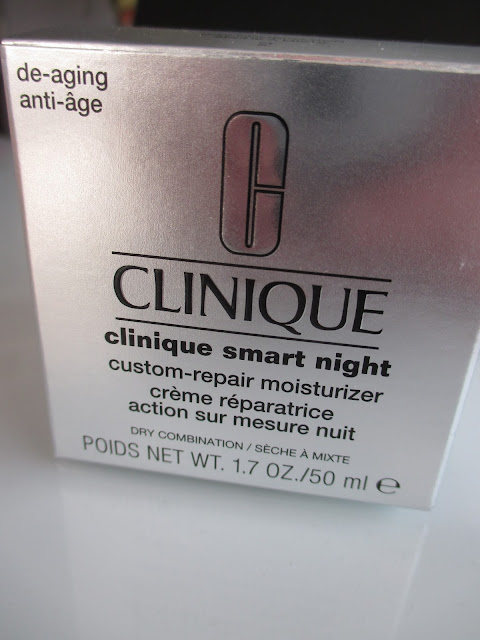 de-aging
anti-âge
C
CLINIQUE
clinique smart night
custom-repair moisturizer
crème réparatrice
action sur mesure nuit
DRY COMBINATION / SÈCHE À MIXTE
POIDS NET WT. 1.7 OZ./50 ml ℮